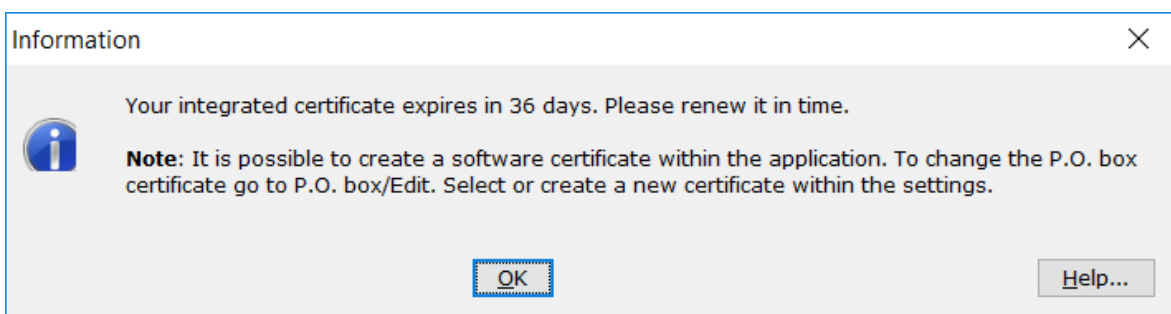 Information
Your integrated certificate expires in 36 days. Please renew it in time.
Note: It is possible to create a software certificate within the application. To change the P.O. box
certificate go to P.O. box/Edit. Select or create a new certificate within the settings.
OK
Help...